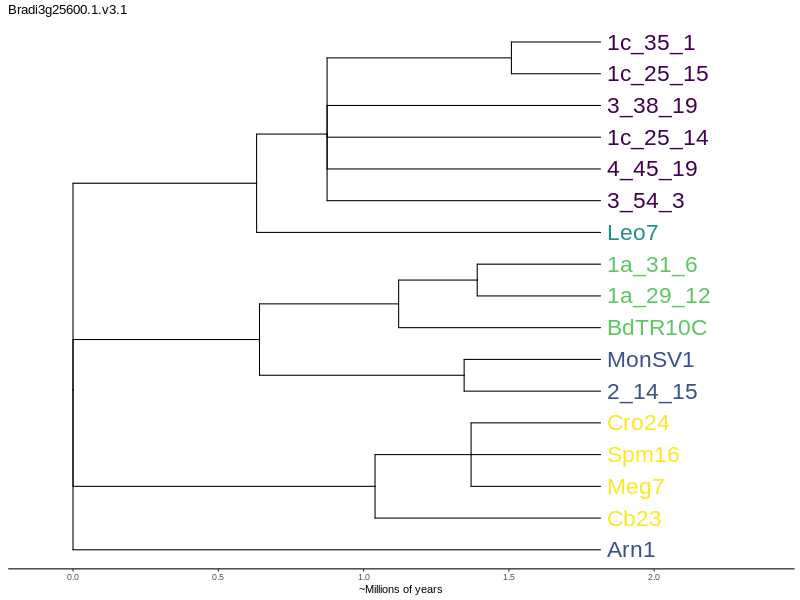 Bradi3g25600.1.v3.1
1c_35_1
1c_25_15
3_38_19
1c_25_14
4_45_19
3_54_3
Leo7
1a_31_6
1a_29_12
BdTR10C
MonSV1
2_14_15
Cro24
Spm16
Meg7
Cb23
Arn1
0.0 0.5 1.0 1.5 2.0
~Millions of years